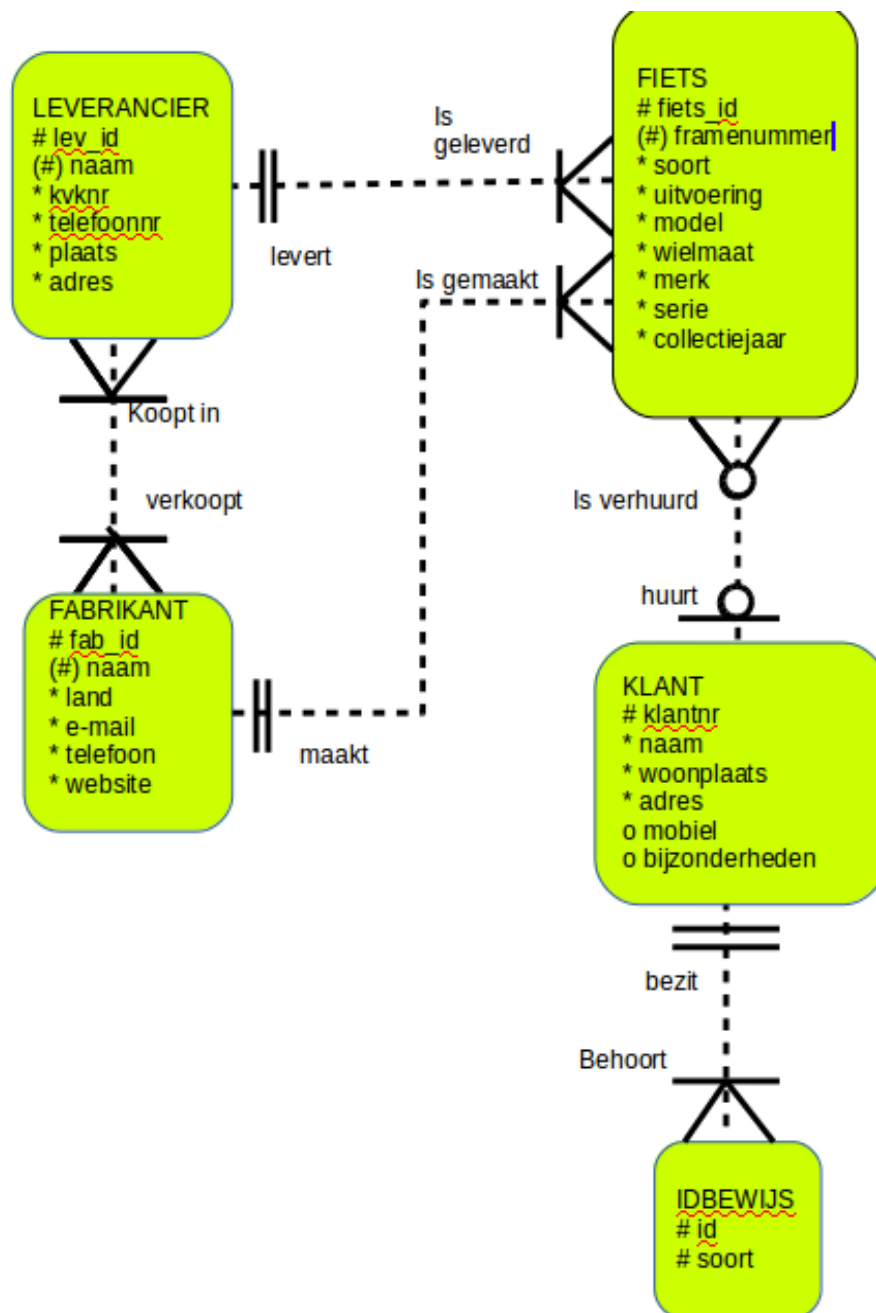 LEVERANCIER
# lev_id
(#) naam
* kvknr
* telefoonnr
* plaats
* adres
Is
geleverd
levert
FIETS
# fiets_id
(#) framenummer
* soort
* uitvoering
* model
* wielmaat
* merk
* serie
* collectiejaar
Is gemaakt
Koopt in
verkoopt
Is verhuurd
huurt
FABRIKANT
# fab_id
(#) naam
* land
* e-mail
* telefoon
* website
maakt
KLANT
# klantnr
* naam
* woonplaats
* adres
o mobiel
o bijzonderheden
bezit
Behoort
IDBEWIJS
# id
# soort